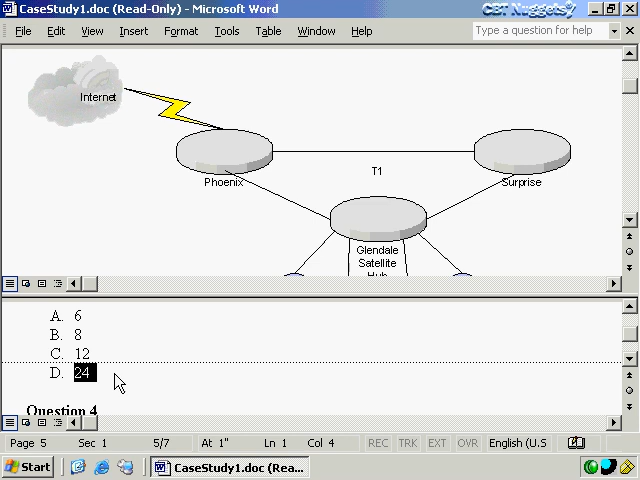 CaseStudy1.doc (Read-Only) - Microsoft Word
CBT Nuggets
File Edit View Insert Format Tools Table Window Help
Type a question for help
Internet
Phoenix
T1
Surprise
Glendale
Satellite
Hub
A. 6
B. 8
C. 12
D. 24
Question 4
Page 5 Sec 1 5/7 At 1" Ln 1 Col 4 REC TRK EXT OVR English (U.S
Start CaseStudy1.doc (Rea...